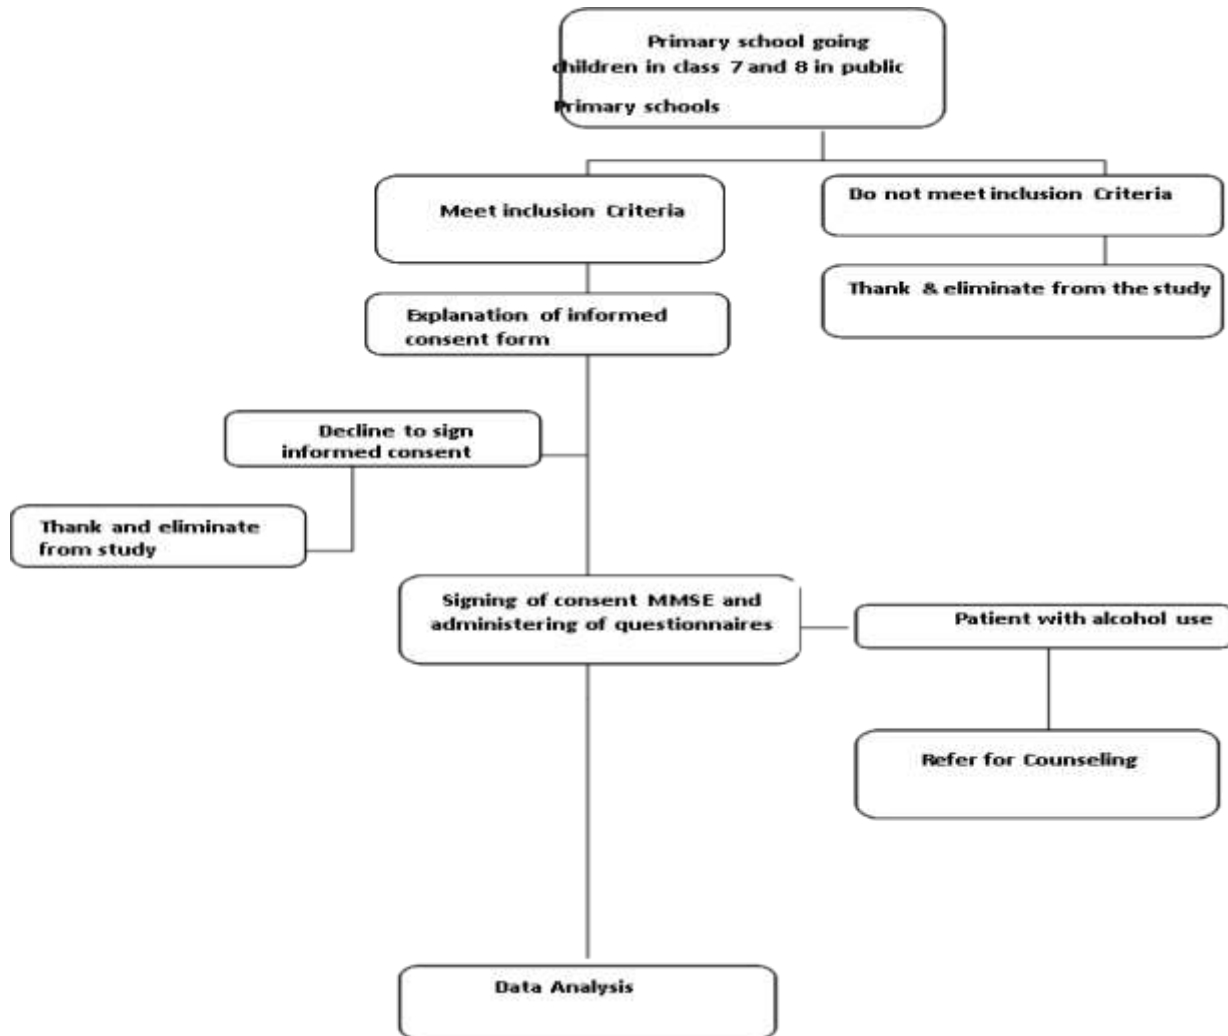 Primary school going
children in class 7 and 8 in public
Primary schools
Meet inclusion Criteria
Do not meet inclusion Criteria
Thank & eliminate from the study
Explanation of informed
consent form
Decline to sign
informed consent
Thank and eliminate
from study
Signing of consent MMSE and
administering of questionnaires
Patient with alcohol use
Refer for Counseling
Data Analysis